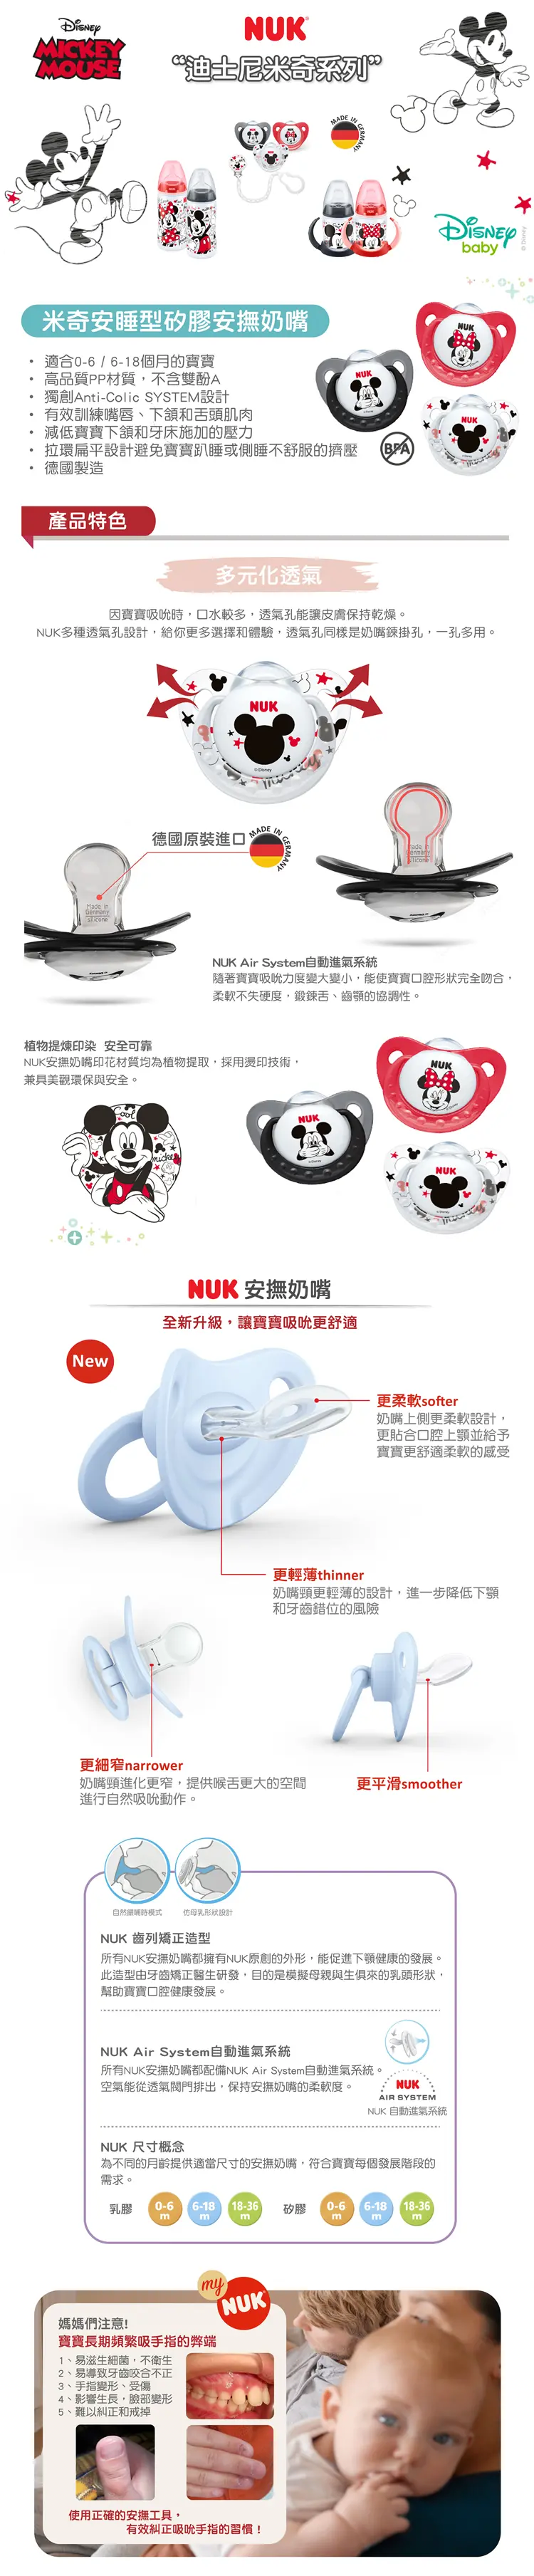 Disney
MICKEY
MOUSE
NUK
“迪士尼米奇系列”
MADE IN GERMANY
Disney
baby
© Disney
米奇安睡型矽膠安撫奶嘴
• 適合0-6 / 6-18個月的寶寶
• 高品質PP材質，不含雙酚A
• 獨創Anti-Colic SYSTEM設計
• 有效訓練嘴唇、下頷和舌頭肌肉
• 減低寶寶下頷和牙床施加的壓力
• 拉環扁平設計避免寶寶趴睡或側睡不舒服的擠壓
• 德國製造
NUK
NUK
NUK
BPA
產品特色
多元化透氣
因寶寶吸吮時，口水較多，透氣孔能讓皮膚保持乾燥。
NUK多種透氣孔設計，給你更多選擇和體驗，透氣孔同樣是奶嘴鍊掛孔，一孔多用。
NUK
© Disney
德國原裝進口
MADE IN GERMANY
Made in
Germany
silicone
Made in
Germany
silicone
NUK Air System自動進氣系統
隨著寶寶吸吮力度變大變小，能使寶寶口腔形狀完全吻合，
柔軟不失硬度，鍛鍊舌、齒顎的協調性。
植物提煉印染 安全可靠
NUK安撫奶嘴印花材質均為植物提取，採用燙印技術，
兼具美觀環保與安全。
Cool
mickey
NUK
NUK
NUK
NUK 安撫奶嘴
全新升級，讓寶寶吸吮更舒適
New
更柔軟softer
奶嘴上側更柔軟設計，
更貼合口腔上顎並給予
寶寶更舒適柔軟的感受
更輕薄thinner
奶嘴頸更輕薄的設計，進一步降低下顎
和牙齒錯位的風險
更細窄narrower
奶嘴頸進化更窄，提供喉舌更大的空間
進行自然吸吮動作。
更平滑smoother
仿母乳形狀設計
NUK 齒列矯正造型
所有NUK安撫奶嘴都擁有NUK原創的外形，能促進下顎健康的發展。
此造型由牙齒矯正醫生研發，目的是模擬母親與生俱來的乳頭形狀，
幫助寶寶口腔健康發展。
NUK Air System自動進氣系統
所有NUK安撫奶嘴都配備NUK Air System自動進氣系統。
空氣能從透氣閥門排出，保持安撫奶嘴的柔軟度。
NUK
AIR SYSTEM
NUK 自動進氣系統
NUK 尺寸概念
為不同的月齡提供適當尺寸的安撫奶嘴，符合寶寶每個發展階段的
需求。
乳膠 0-6 m 6-18 m 18-36 m 矽膠 0-6 m 6-18 m 18-36 m
my
NUK
媽媽們注意!
寶寶長期頻繁吸手指的弊端
1、易滋生細菌，不衛生
2、易導致牙齒咬合不正
3、手指變形、受傷
4、影響生長，臉部變形
5、難以糾正和戒掉
使用正確的安撫工具，
有效糾正吸吮手指的習慣！